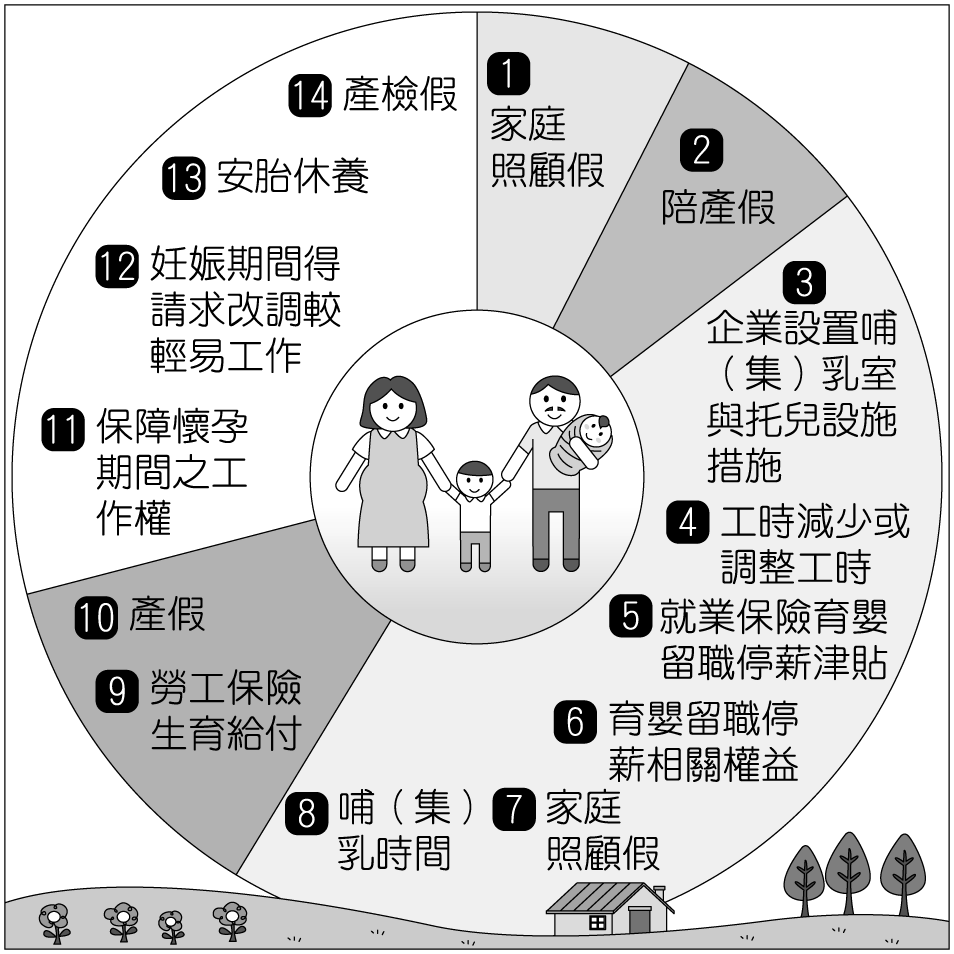 1
家庭
照顧假
2
陪產假
3
企業設置哺
（集）乳室
與托兒設施
措施
4 工時減少或
調整工時
5 就業保險育嬰
留職停薪津貼
6 育嬰留職停
薪相關權益
7 家庭
照顧假
8 哺（集）
乳時間
9 勞工保險
生育給付
10 產假
11 保障懷孕
期間之工
作權
12 妊娠期間得
請求改調較
輕易工作
13 安胎休養
14 產檢假